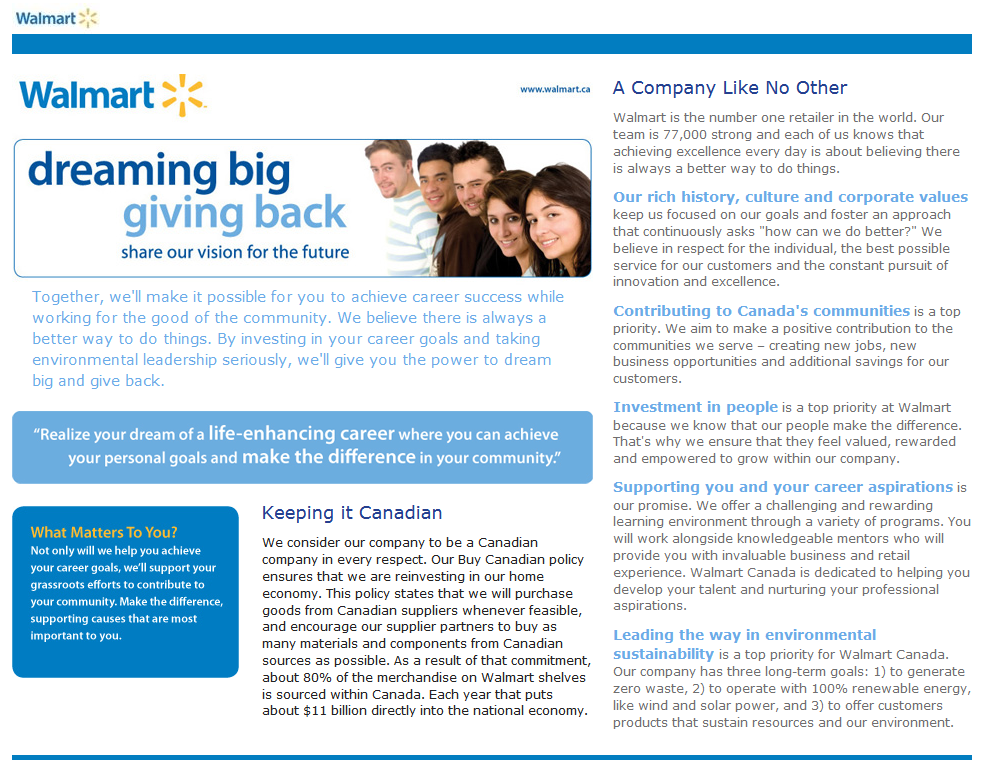 Walmart
Walmart
www.walmart.ca
dreaming big
giving back
share our vision for the future
Together, we'll make it possible for you to achieve career success while
working for the good of the community. We believe there is always a
better way to do things. By investing in your career goals and taking
environmental leadership seriously, we'll give you the power to dream
big and give back.
“Realize your dream of a life-enhancing career where you can achieve
your personal goals and make the difference in your community.”
What Matters To You?
Not only will we help you achieve
your career goals, we’ll support your
grassroots efforts to contribute to
your community. Make the difference,
supporting causes that are most
important to you.
Keeping it Canadian
We consider our company to be a Canadian
company in every respect. Our Buy Canadian policy
ensures that we are reinvesting in our home
economy. This policy states that we will purchase
goods from Canadian suppliers whenever feasible,
and encourage our supplier partners to buy as
many materials and components from Canadian
sources as possible. As a result of that commitment,
about 80% of the merchandise on Walmart shelves
is sourced within Canada. Each year that puts
about $11 billion directly into the national economy.
A Company Like No Other
Walmart is the number one retailer in the world. Our
team is 77,000 strong and each of us knows that
achieving excellence every day is about believing there
is always a better way to do things.
Our rich history, culture and corporate values
keep us focused on our goals and foster an approach
that continuously asks "how can we do better?" We
believe in respect for the individual, the best possible
service for our customers and the constant pursuit of
innovation and excellence.
Contributing to Canada's communities is a top
priority. We aim to make a positive contribution to the
communities we serve – creating new jobs, new
business opportunities and additional savings for our
customers.
Investment in people is a top priority at Walmart
because we know that our people make the difference.
That's why we ensure that they feel valued, rewarded
and empowered to grow within our company.
Supporting you and your career aspirations is
our promise. We offer a challenging and rewarding
learning environment through a variety of programs. You
will work alongside knowledgeable mentors who will
provide you with invaluable business and retail
experience. Walmart Canada is dedicated to helping you
develop your talent and nurturing your professional
aspirations.
Leading the way in environmental
sustainability is a top priority for Walmart Canada.
Our company has three long-term goals: 1) to generate
zero waste, 2) to operate with 100% renewable energy,
like wind and solar power, and 3) to offer customers
products that sustain resources and our environment.